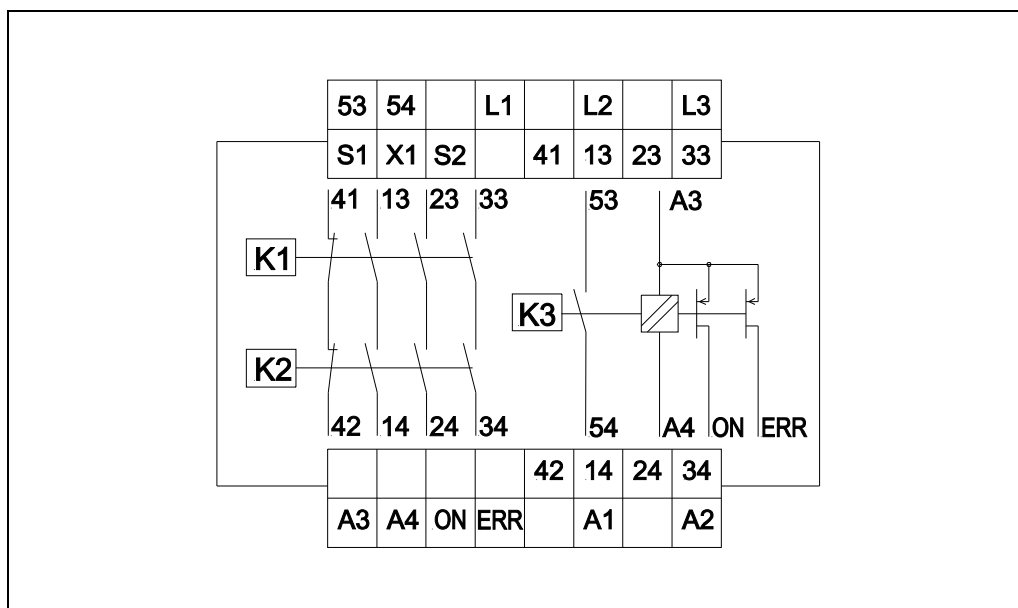 53 54 L1 L2 L3
S1 X1 S2 41 13 23 33
41 13 23 33 53 A3
K1
K3
K2
42 14 24 34 54 A4 ON ERR
42 14 24 34
A3 A4 ON ERR A1 A2